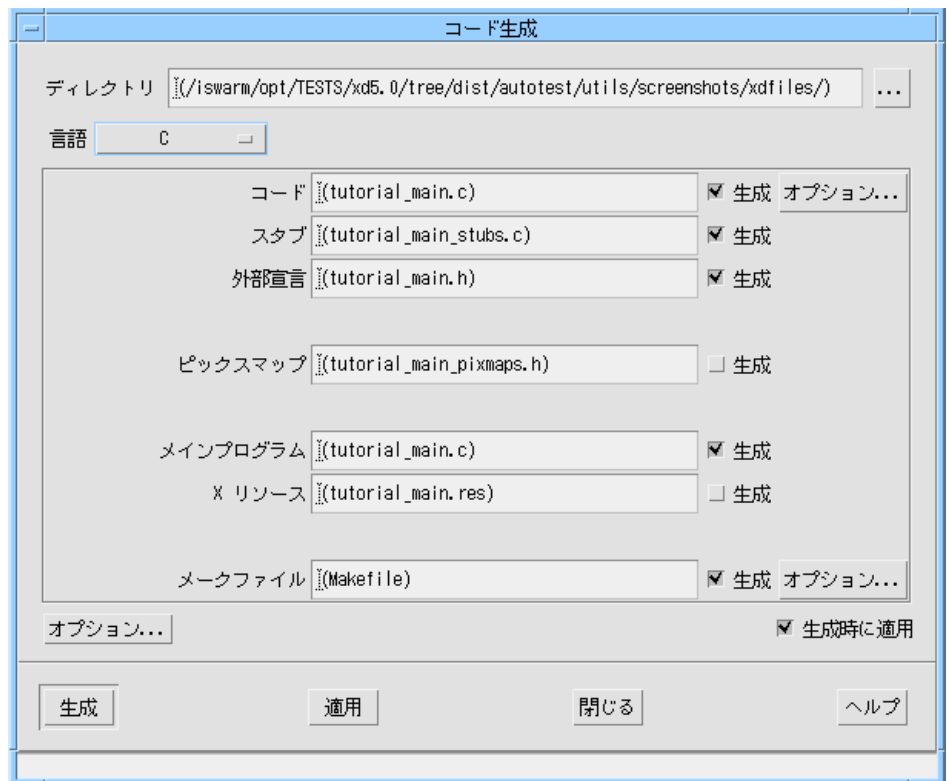 コード生成
ディレクトリ (/iswarm/opt/TESTS/xd5.0/tree/dist/autotest/utils/screenshots/xdfiles/) ...
言語 C
コード (tutorial_main.c) 生成 オプション...
スタブ (tutorial_main_stubs.c) 生成
外部宣言 (tutorial_main.h) 生成
ピックスマップ (tutorial_main_pixmaps.h) 生成
メインプログラム (tutorial_main.c) 生成
X リソース (tutorial_main.res) 生成
メークファイル (Makefile) 生成 オプション...
オプション... 生成時に適用
生成 適用 閉じる ヘルプ